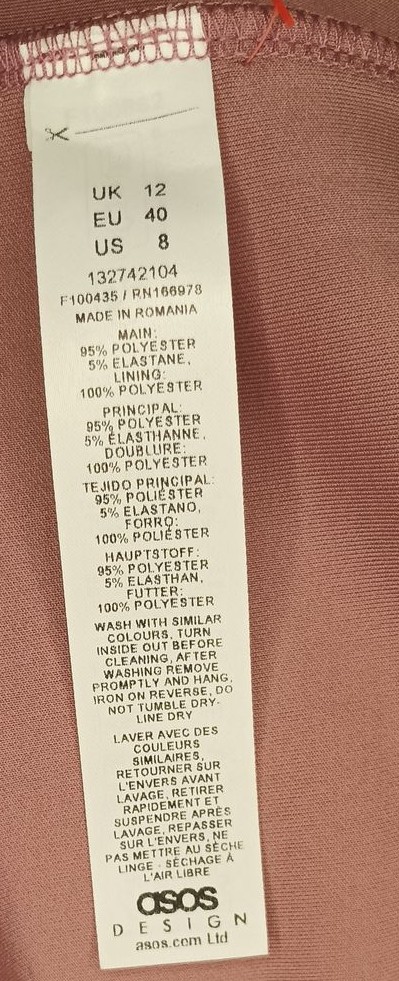 UK 12
EU 40
US 8
132742104
F100435 / RN166978
MADE IN ROMANIA
MAIN:
95% POLYESTER
5% ELASTANE,
LINING:
100% POLYESTER
PRINCIPAL:
95% POLYESTER
5% ÉLASTHANNE,
DOUBLURE:
100% POLYESTER
TEJIDO PRINCIPAL:
95% POLIÉSTER
5% ELASTANO,
FORRO:
100% POLIÉSTER
HAUPTSTOFF:
95% POLYESTER
5% ELASTHAN,
FUTTER:
100% POLYESTER
WASH WITH SIMILAR
COLOURS, TURN
INSIDE OUT BEFORE
CLEANING, AFTER
WASHING REMOVE
PROMPTLY AND HANG,
IRON ON REVERSE, DO
NOT TUMBLE DRY-
LINE DRY
LAVER AVEC DES
COULEURS
SIMILAIRES,
RETOURNER SUR
L'ENVERS AVANT
LAVAGE, RETIRER
RAPIDEMENT ET
SUSPENDRE APRÈS
LAVAGE, REPASSER
SUR L'ENVERS, NE
PAS METTRE AU SÈCHE
LINGE - SÉCHAGE À
L'AIR LIBRE
asos
DESIGN
asos.com Ltd